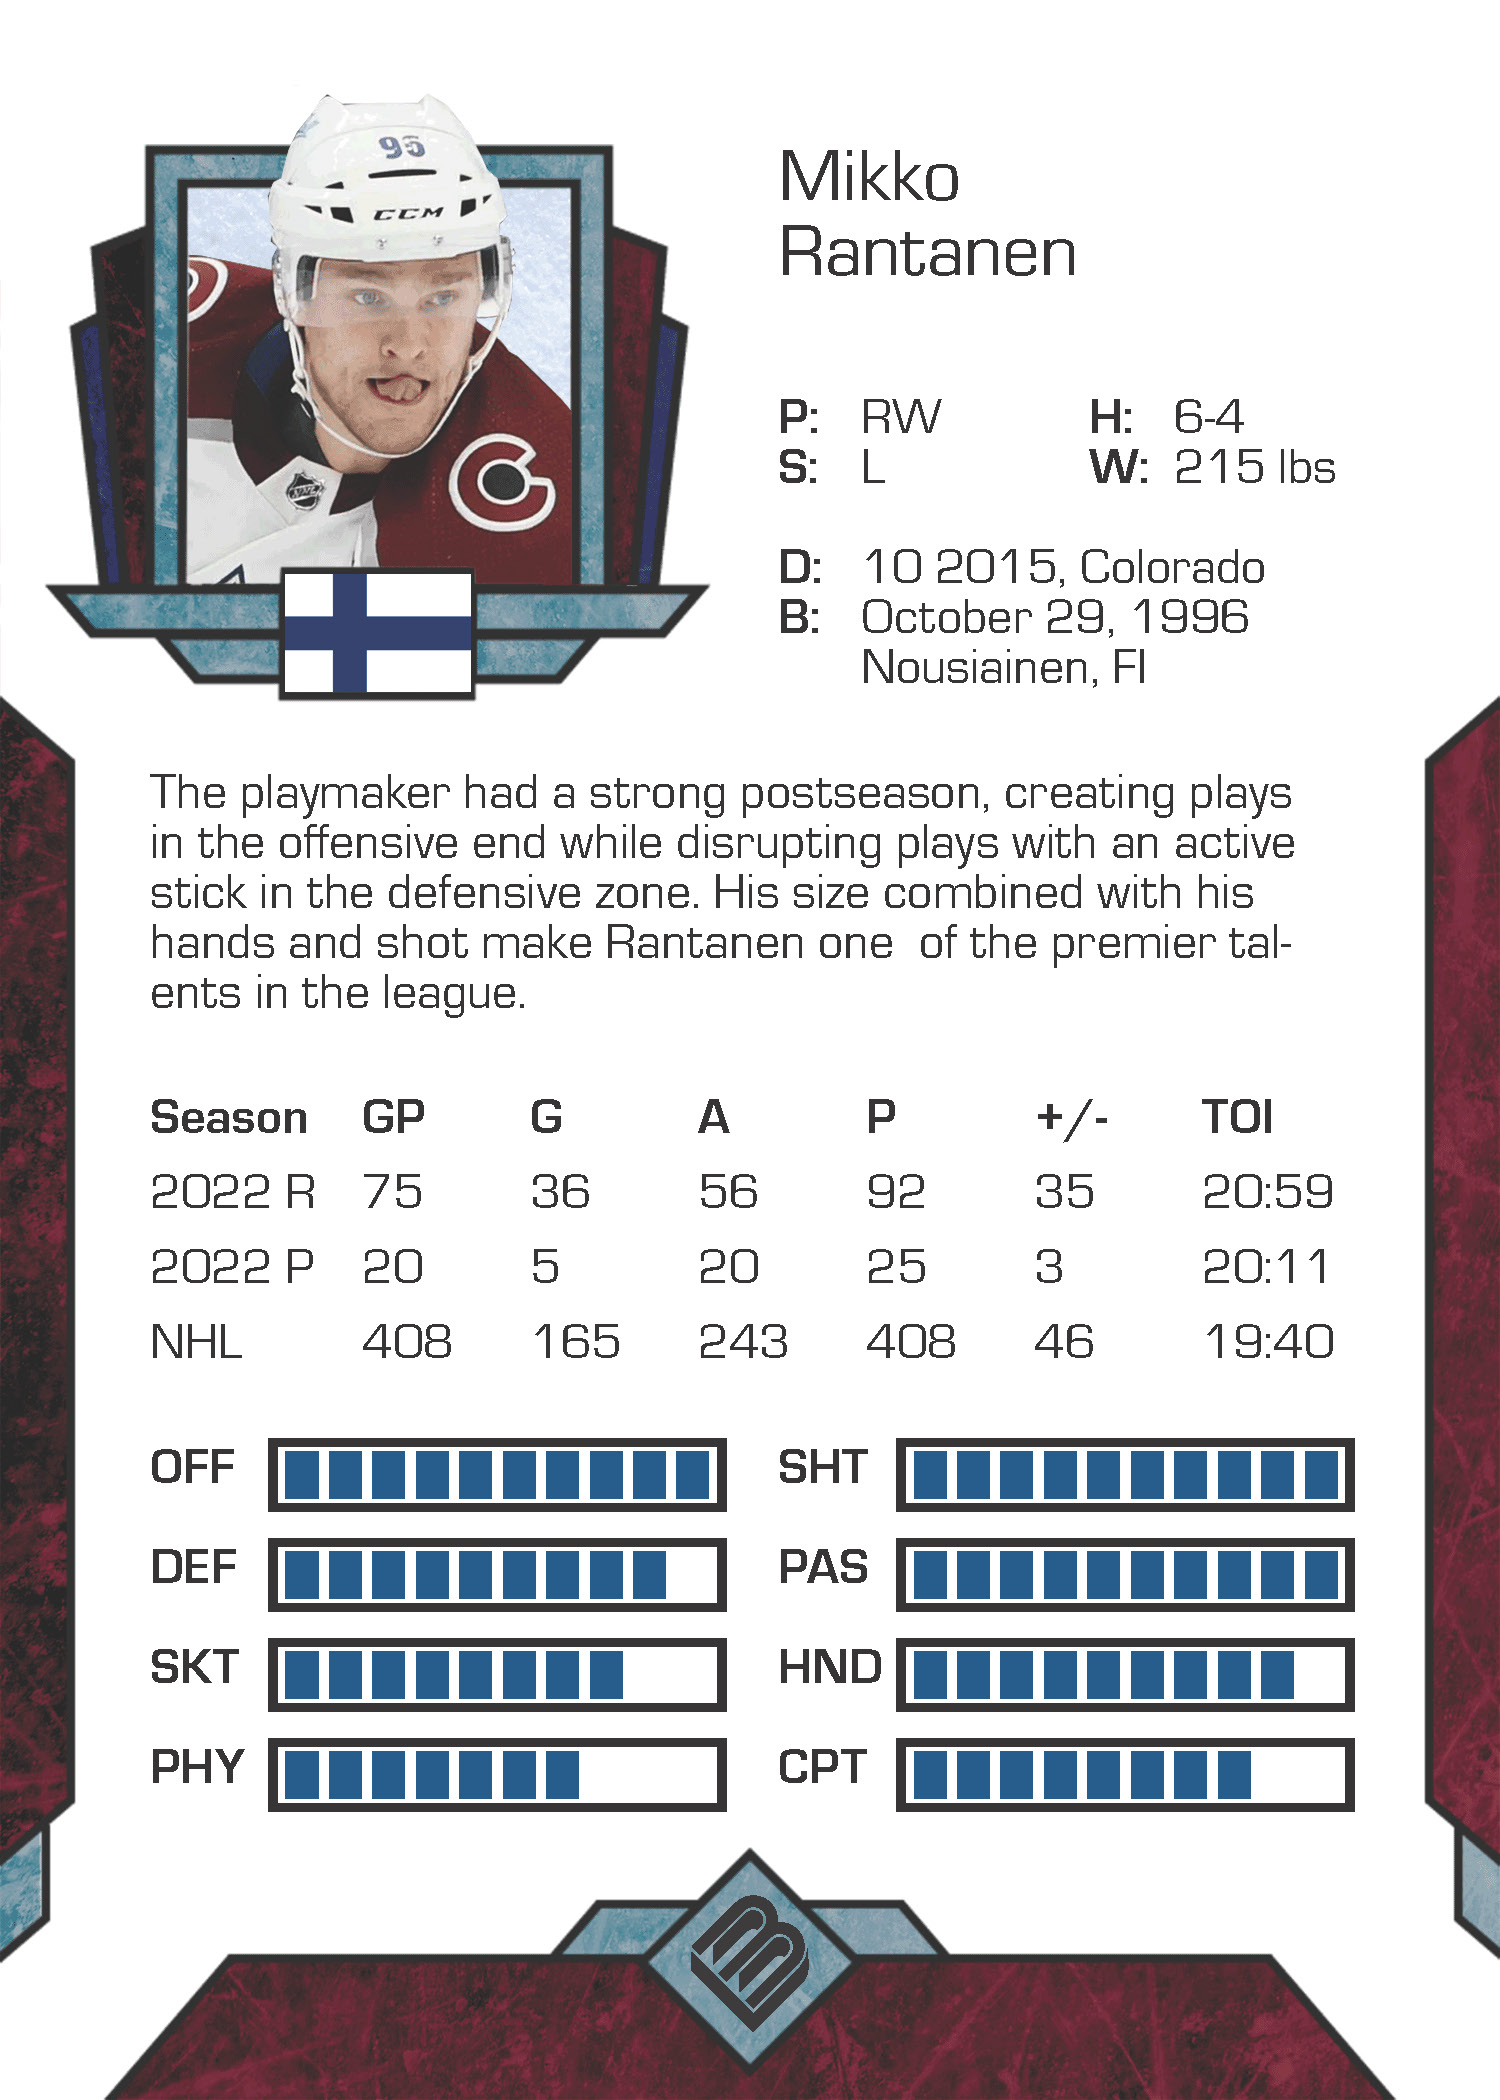 96
CCM
NHL
Mikko
Rantanen
P: RW H: 6-4
S: L W: 215 lbs
D: 10 2015, Colorado
B: October 29, 1996
Nousiainen, FI
The playmaker had a strong postseason, creating plays
in the offensive end while disrupting plays with an active
stick in the defensive zone. His size combined with his
hands and shot make Rantanen one of the premier tal-
ents in the league.
Season GP G A P +/- TOI
2022 R 75 36 56 92 35 20:59
2022 P 20 5 20 25 3 20:11
NHL 408 165 243 408 46 19:40
OFF SHT
DEF PAS
SKT HND
PHY CPT